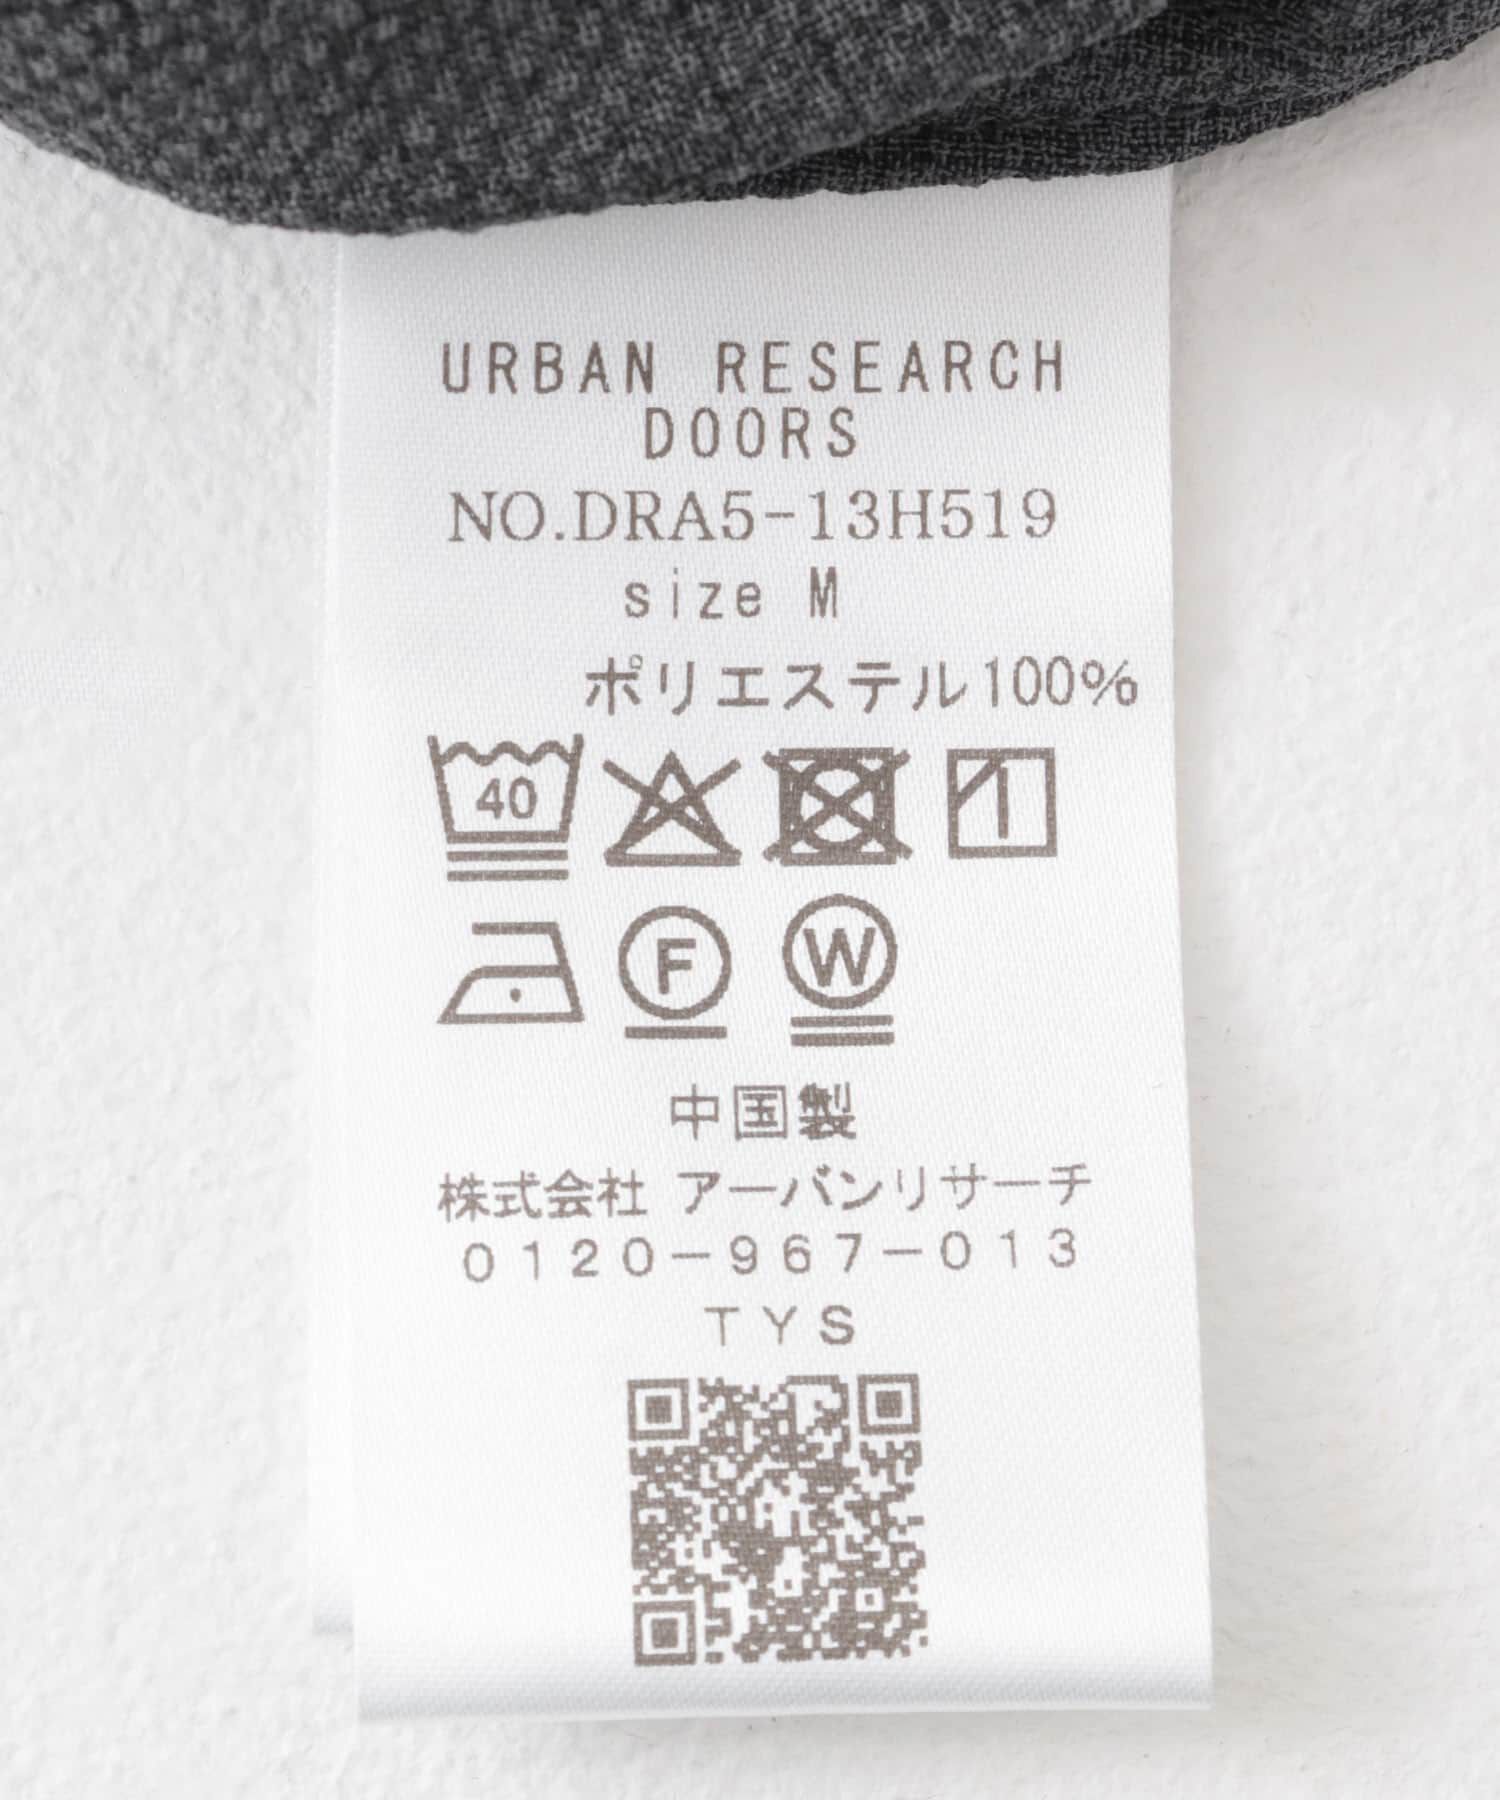 URBAN RESEARCH
DOORS
NO.DRA5-13H519
size M
ポリエステル100%
40
F W
中国製
株式会社 アーバンリサーチ
0120-967-013
TYS